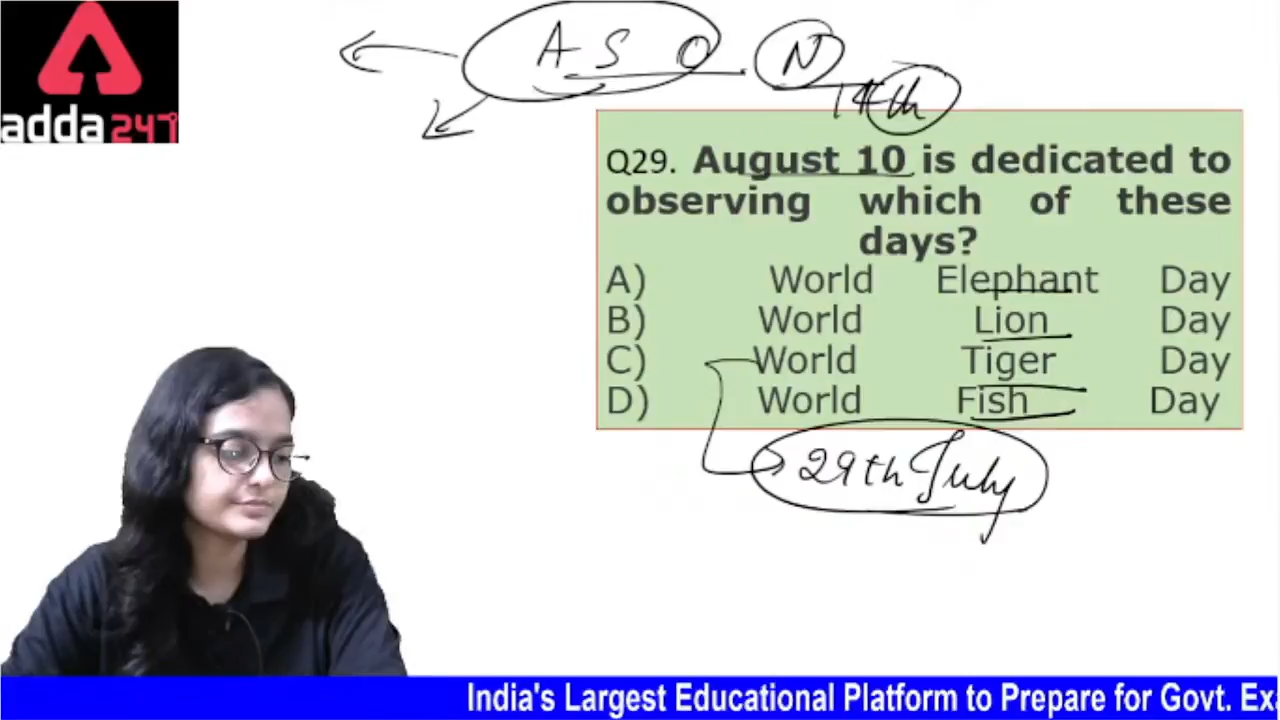 A S O N
14th
adda247
Q29. August 10 is dedicated to
observing which of these
days?
A) World Elephant Day
B) World Lion Day
C) World Tiger Day
D) World Fish Day
29th July
India's Largest Educational Platform to Prepare for Govt. Ex